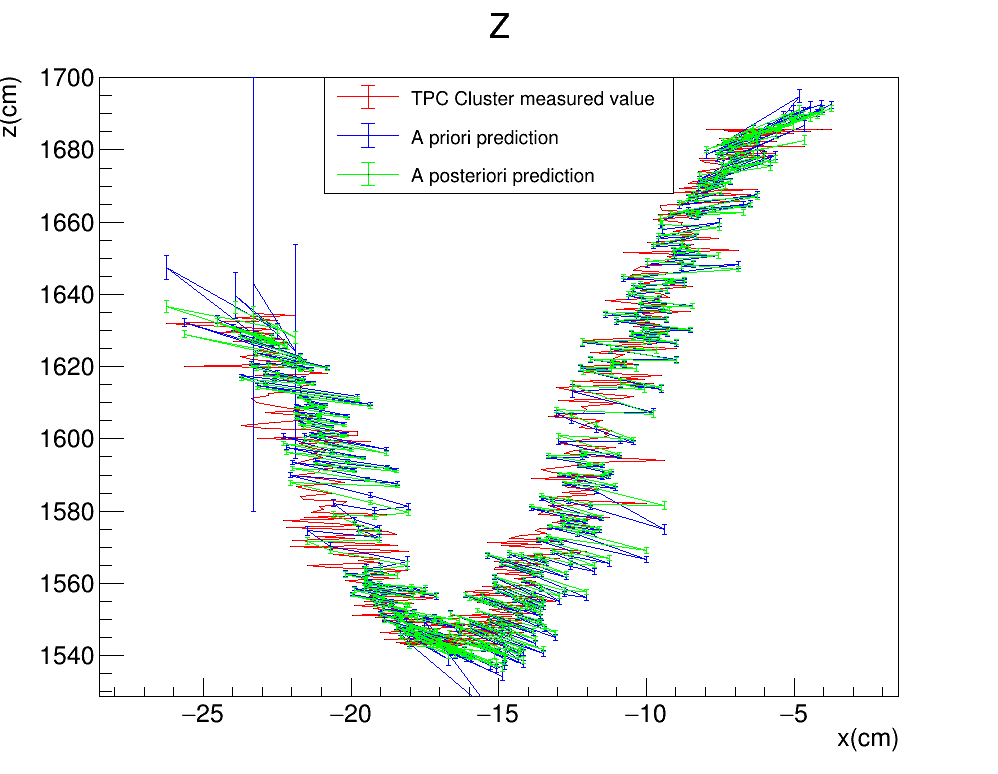 Z
z(cm)
1700
1680
1660
1640
1620
1600
1580
1560
1540
TPC Cluster measured value
A priori prediction
A posteriori prediction
−25
−20
−15
−10
−5
x(cm)